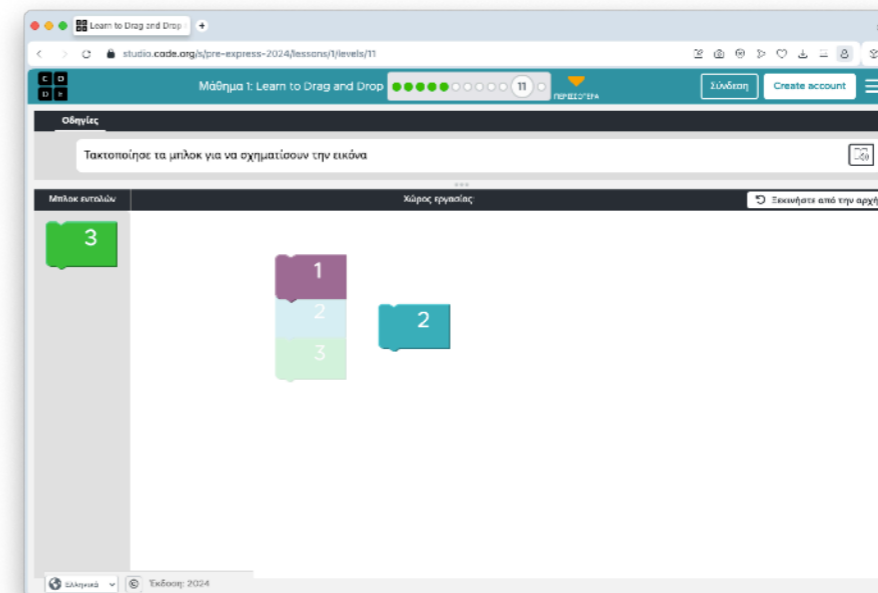 Learn to Drag and Drop
studio.code.org/s/pre-express-2024/lessons/1/levels/11
C O
D E
Μάθημα 1: Learn to Drag and Drop
11
ΠΕΡΙΣΣΟΤΕΡΑ
Σύνδεση
Create account
Οδηγίες
Τακτοποίησε τα μπλοκ για να σχηματίσουν την εικόνα
Μπλοκ εντολών
Χώρος εργασίας:
Ξεκινήστε από την αρχή
3
1
2
3
2
Ελληνικά
© Έκδοση: 2024